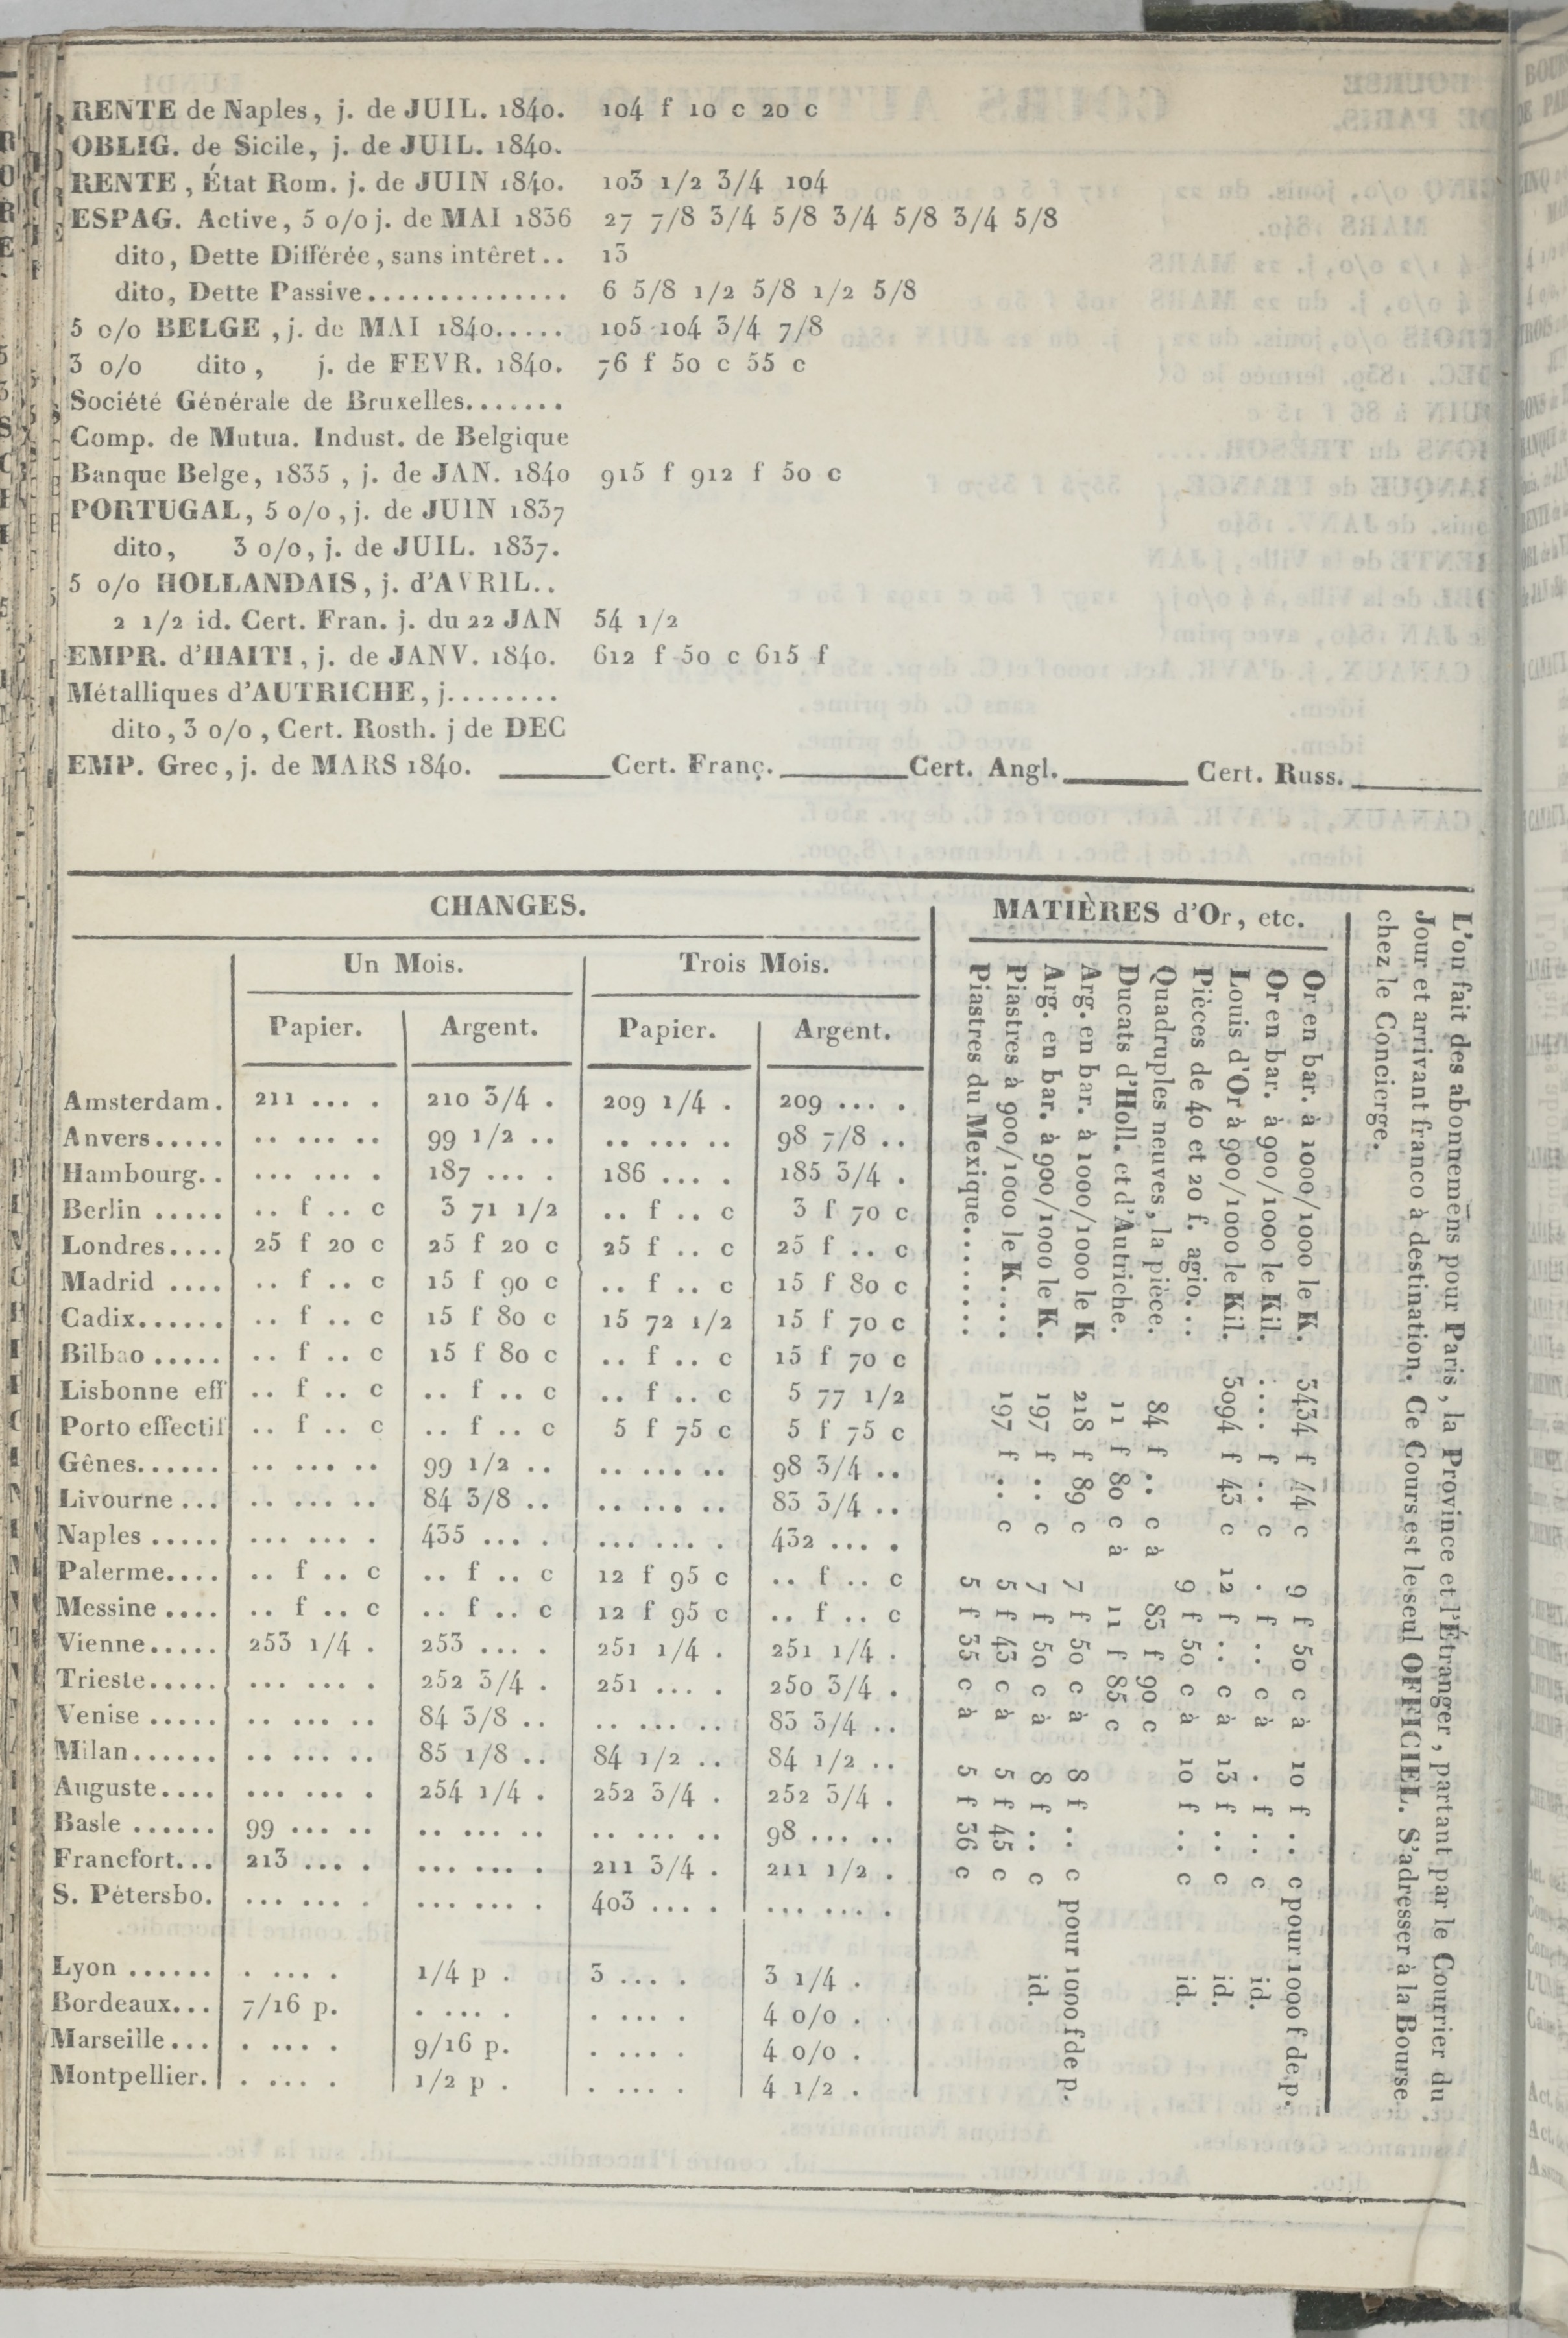 RENTE de Naples, j. de JUIL. 1840. 104 f 10 c 20 c
OBLIG. de Sicile, j. de JUIL. 1840.
RENTE, État Rom. j. de JUIN 1840. 103 1/2 3/4 104
ESPAG. Active, 5 o/o j. de MAI 1836 27 7/8 3/4 5/8 3/4 5/8 3/4 5/8
dito, Dette Différée, sans intêret.. 13
dito, Dette Passive.............. 6 5/8 1/2 5/8 1/2 5/8
5 o/o BELGE, j. de MAI 1840..... 105 104 3/4 7/8
3 o/o dito, j. de FEVR. 1840. 76 f 50 c 55 c
Société Générale de Bruxelles.......
Comp. de Mutua. Indust. de Belgique
Banque Belge, 1835, j. de JAN. 1840 915 f 912 f 50 c
PORTUGAL, 5 o/o, j. de JUIN 1837
dito, 3 o/o, j. de JUIL. 1837.
5 o/o HOLLANDAIS, j. d'AVRIL..
2 1/2 id. Cert. Fran. j. du 22 JAN 54 1/2
EMPR. d'HAITI, j. de JANV. 1840. 612 f 50 c 615 f
Métalliques d'AUTRICHE, j........
dito, 3 o/o, Cert. Rosth. j de DEC
EMP. Grec, j. de MARS 1840. ______ Cert. Franç. ______ Cert. Angl. ______ Cert. Russ. ______
CHANGES.
Un Mois. Trois Mois.
Papier. Argent. Papier. Argent.
Amsterdam. 211 .... . 210 3/4 . 209 1/4 . 209 ... .
Anvers..... .. ... .. 99 1/2 .. .. ... .. 98 7/8 ..
Hambourg.. ... ... . 187 ... . 186 ... . 185 3/4 .
Berlin ..... .. f .. c 3 71 1/2 .. f .. c 3 f 70 c
Londres.... 25 f 20 c 25 f 20 c 25 f .. c 25 f .. c
Madrid .... .. f .. c 15 f 90 c .. f .. c 15 f 80 c
Cadix...... .. f .. c 15 f 80 c 15 72 1/2 15 f 70 c
Bilbao ..... .. f .. c 15 f 80 c .. f .. c 15 f 70 c
Lisbonne eff .. f .. c .. f .. c .. f .. c 5 77 1/2
Porto effectif .. f .. c .. f .. c 5 f 75 c 5 f 75 c
Gênes...... .. ... .. 99 1/2 .. .. ... .. 98 3/4 ..
Livourne ... .. ... .. 84 3/8 .. .. ... .. 83 3/4 ..
Naples ..... ... ... . 435 ... . ... ... . 432 ... .
Palerme.... .. f .. c .. f .. c 12 f 95 c .. f .. c
Messine .... .. f .. c .. f .. c 12 f 95 c .. f .. c
Vienne..... 253 1/4 . 253 ... . 251 1/4 . 251 1/4 .
Trieste..... ... ... . 252 3/4 . 251 ... . 250 3/4 .
Venise ..... .. ... .. 84 3/8 .. .. ... .. 83 3/4 ..
Milan...... .. ... .. 85 1/8 .. 84 1/2 .. 84 1/2 ..
Auguste.... ... ... . 254 1/4 . 252 3/4 . 252 3/4 .
Basle ...... 99 ... .. .. ... .. .. ... .. 98 ... ..
Francfort... 213 ... . ... ... . 211 3/4 . 211 1/2 .
S. Pétersbo. ... ... . ... ... . 403 ... . ... ... .
Lyon ...... . ... . 1/4 p . 3 ... . 3 1/4 .
Bordeaux... 7/16 p. . ... . . ... . 4 o/o .
Marseille... . ... . 9/16 p. . ... . 4 o/o .
Montpellier. . ... . 1/2 p . . ... . 4 1/2 .
MATIÈRES d'Or, etc.
Or en bar. à 1000/1000 le K. 3434 f 44 c 9 f 50 c à 10 f .. c pour 1000 f de p.
Or en bar. à 900/1000 le Kil. .... f .. c . f .. c à . f .. c id.
Louis d'Or à 900/1000 le Kil. 3094 f 43 c 12 f .. c à 13 f .. c id.
Pièces de 40 et 20 f. agio... 9 f 50 c à 10 f .. c id.
Quadruples neuves, la pièce. 84 f .. c à 83 f 90 c
Ducats d'Holl. et d'Autriche. 11 f 80 c à 11 f 85 c
Arg. en bar. à 1000/1000 le K 218 f 89 c 7 f 50 c à 8 f .. c pour 1000 f de p.
Arg. en bar. à 900/1000 le K. 197 f .. c 7 f 50 c à 8 f .. c id.
Piastres à 900/1000 le K.... 197 f .. c 5 f 43 c à 5 f 45 c
Piastres du Mexique........ 5 f 35 c à 5 f 36 c
L'on fait des abonnemens pour Paris, la Province et l'Étranger, partant par le Courrier du
Jour et arrivant franco à destination. Ce Cours est le seul OFFICIEL. S'adresser à la Bourse
chez le Concierge.